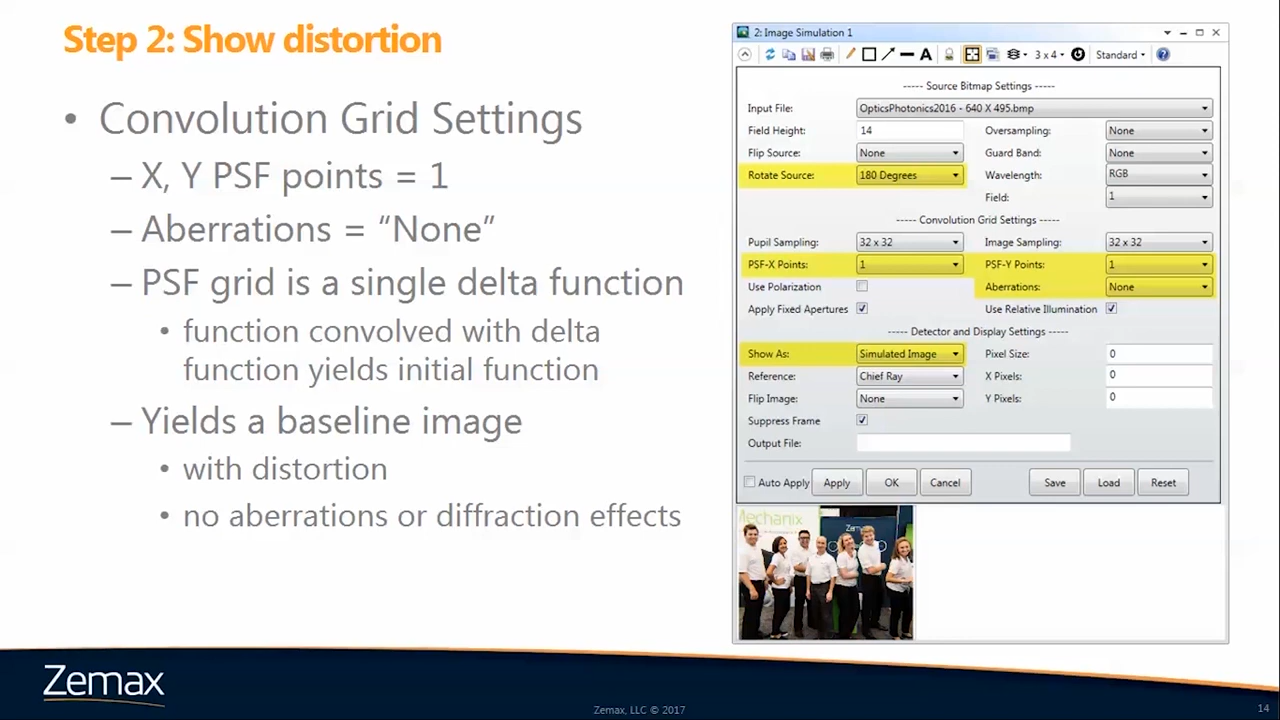 Step 2: Show distortion
• Convolution Grid Settings
– X, Y PSF points = 1
– Aberrations = “None”
– PSF grid is a single delta function
• function convolved with delta
function yields initial function
– Yields a baseline image
• with distortion
• no aberrations or diffraction effects
2: Image Simulation 1
3 x 4 Standard
----- Source Bitmap Settings -----
Input File: OpticsPhotonics2016 - 640 X 495.bmp
Field Height: 14 Oversampling: None
Flip Source: None Guard Band: None
Rotate Source: 180 Degrees Wavelength: RGB
Field: 1
----- Convolution Grid Settings -----
Pupil Sampling: 32 x 32 Image Sampling: 32 x 32
PSF-X Points: 1 PSF-Y Points: 1
Use Polarization Aberrations: None
Apply Fixed Apertures Use Relative Illumination
----- Detector and Display Settings -----
Show As: Simulated Image Pixel Size: 0
Reference: Chief Ray X Pixels: 0
Flip Image: None Y Pixels: 0
Suppress Frame
Output File:
Auto Apply Apply OK Cancel Save Load Reset
Mechanix
Zemax
Zemax
Zemax, LLC © 2017
14